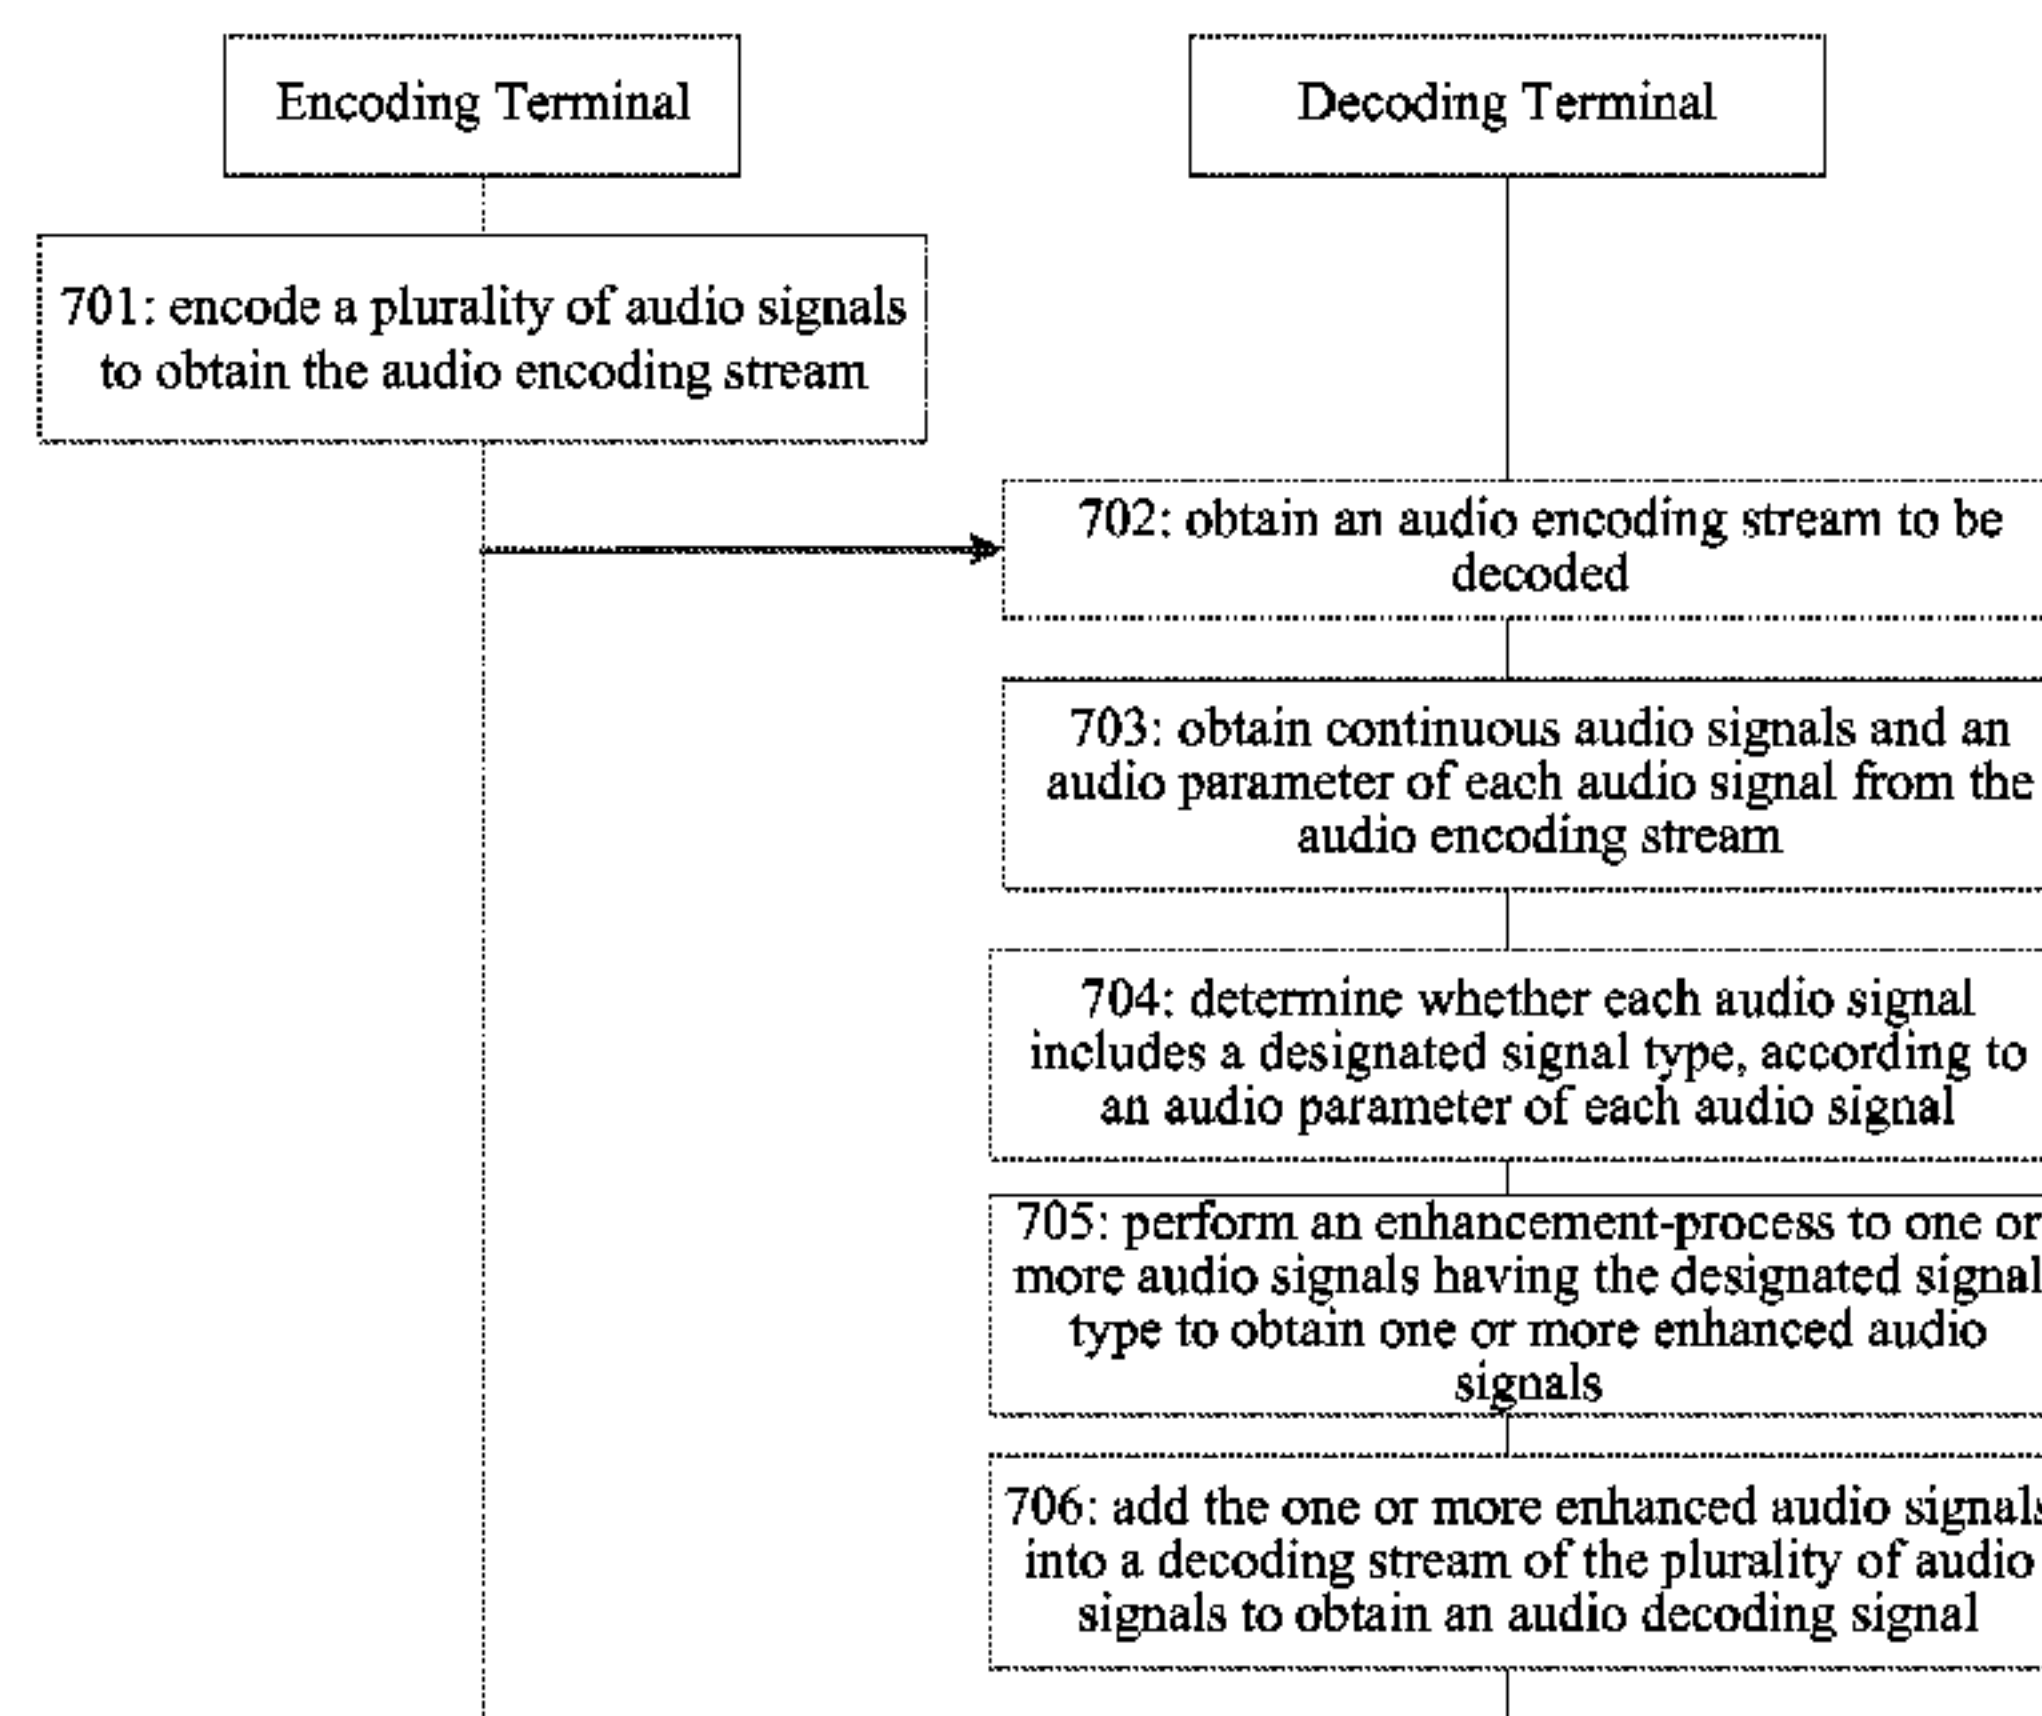 Encoding Terminal
Decoding Terminal
701: encode a plurality of audio signals
to obtain the audio encoding stream
702: obtain an audio encoding stream to be
decoded
703: obtain continuous audio signals and an
audio parameter of each audio signal from the
audio encoding stream
704: determine whether each audio signal
includes a designated signal type, according to
an audio parameter of each audio signal
705: perform an enhancement-process to one or
more audio signals having the designated signal
type to obtain one or more enhanced audio
signals
706: add the one or more enhanced audio signals
into a decoding stream of the plurality of audio
signals to obtain an audio decoding signal